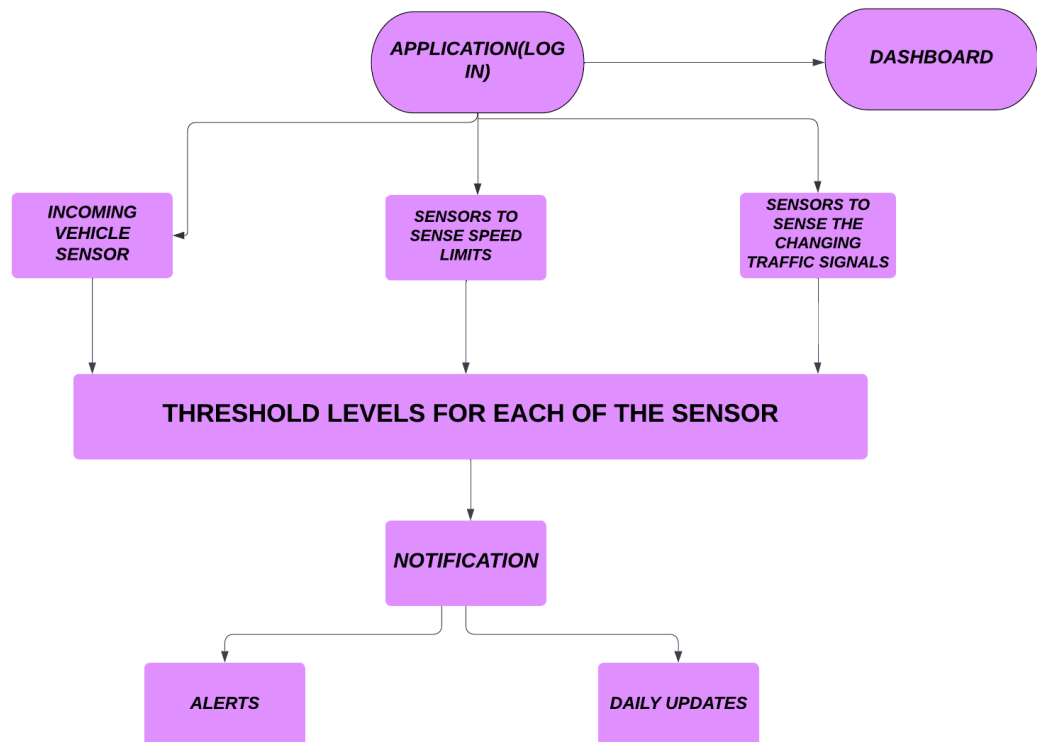 APPLICATION(LOG
IN)
DASHBOARD
INCOMING
VEHICLE
SENSOR
SENSORS TO
SENSE SPEED
LIMITS
SENSORS TO
SENSE THE
CHANGING
TRAFFIC SIGNALS
THRESHOLD LEVELS FOR EACH OF THE SENSOR
NOTIFICATION
ALERTS
DAILY UPDATES